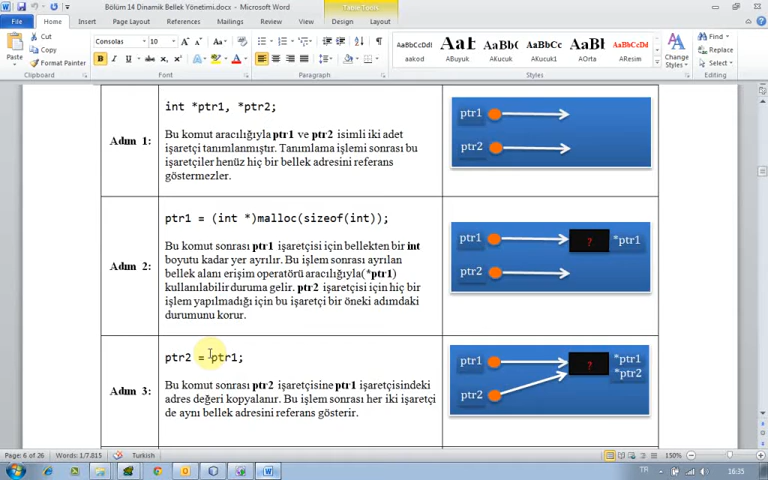 Bölüm 14 Dinamik Bellek Yönetimi.docx - Microsoft Word
Table Tools
File Home Insert Page Layout References Mailings Review View Design Layout
Paste
Cut
Copy
Format Painter
Clipboard
Consolas 10
B I U
Font
Paragraph
AaBbCcDd aakod
AaBb ABuyuk
AaBbCc AKucuk
AaBbCc AKucuk1
AaBb AOrta
AaBbCcDd AResim
Change Styles
Styles
Find
Replace
Select
Editing
Adım 1:
int *ptr1, *ptr2;
Bu komut aracılığıyla ptr1 ve ptr2 isimli iki adet
işaretçi tanımlanmıştır. Tanımlama işlemi sonrası bu
işaretçiler henüz hiç bir bellek adresini referans
göstermezler.
ptr1
ptr2
Adım 2:
ptr1 = (int *)malloc(sizeof(int));
Bu komut sonrası ptr1 işaretçisi için bellekten bir int
boyutu kadar yer ayrılır. Bu işlem sonrası ayrılan
bellek alanı erişim operatörü aracılığıyla(*ptr1)
kullanılabilir duruma gelir. ptr2 işaretçisi için hiç bir
işlem yapılmadığı için bu işaretçi bir öneki adımdaki
durumunu korur.
ptr1 ? *ptr1
ptr2
Adım 3:
ptr2 = ptr1;
Bu komut sonrası ptr2 işaretçisine ptr1 işaretçisindeki
adres değeri kopyalanır. Bu işlem sonrası her iki işaretçi
de aynı bellek adresini referans gösterir.
ptr1 ? *ptr1
*ptr2
ptr2
Page: 6 of 26 Words: 1/7.815 Turkish 150%
TR 16:35